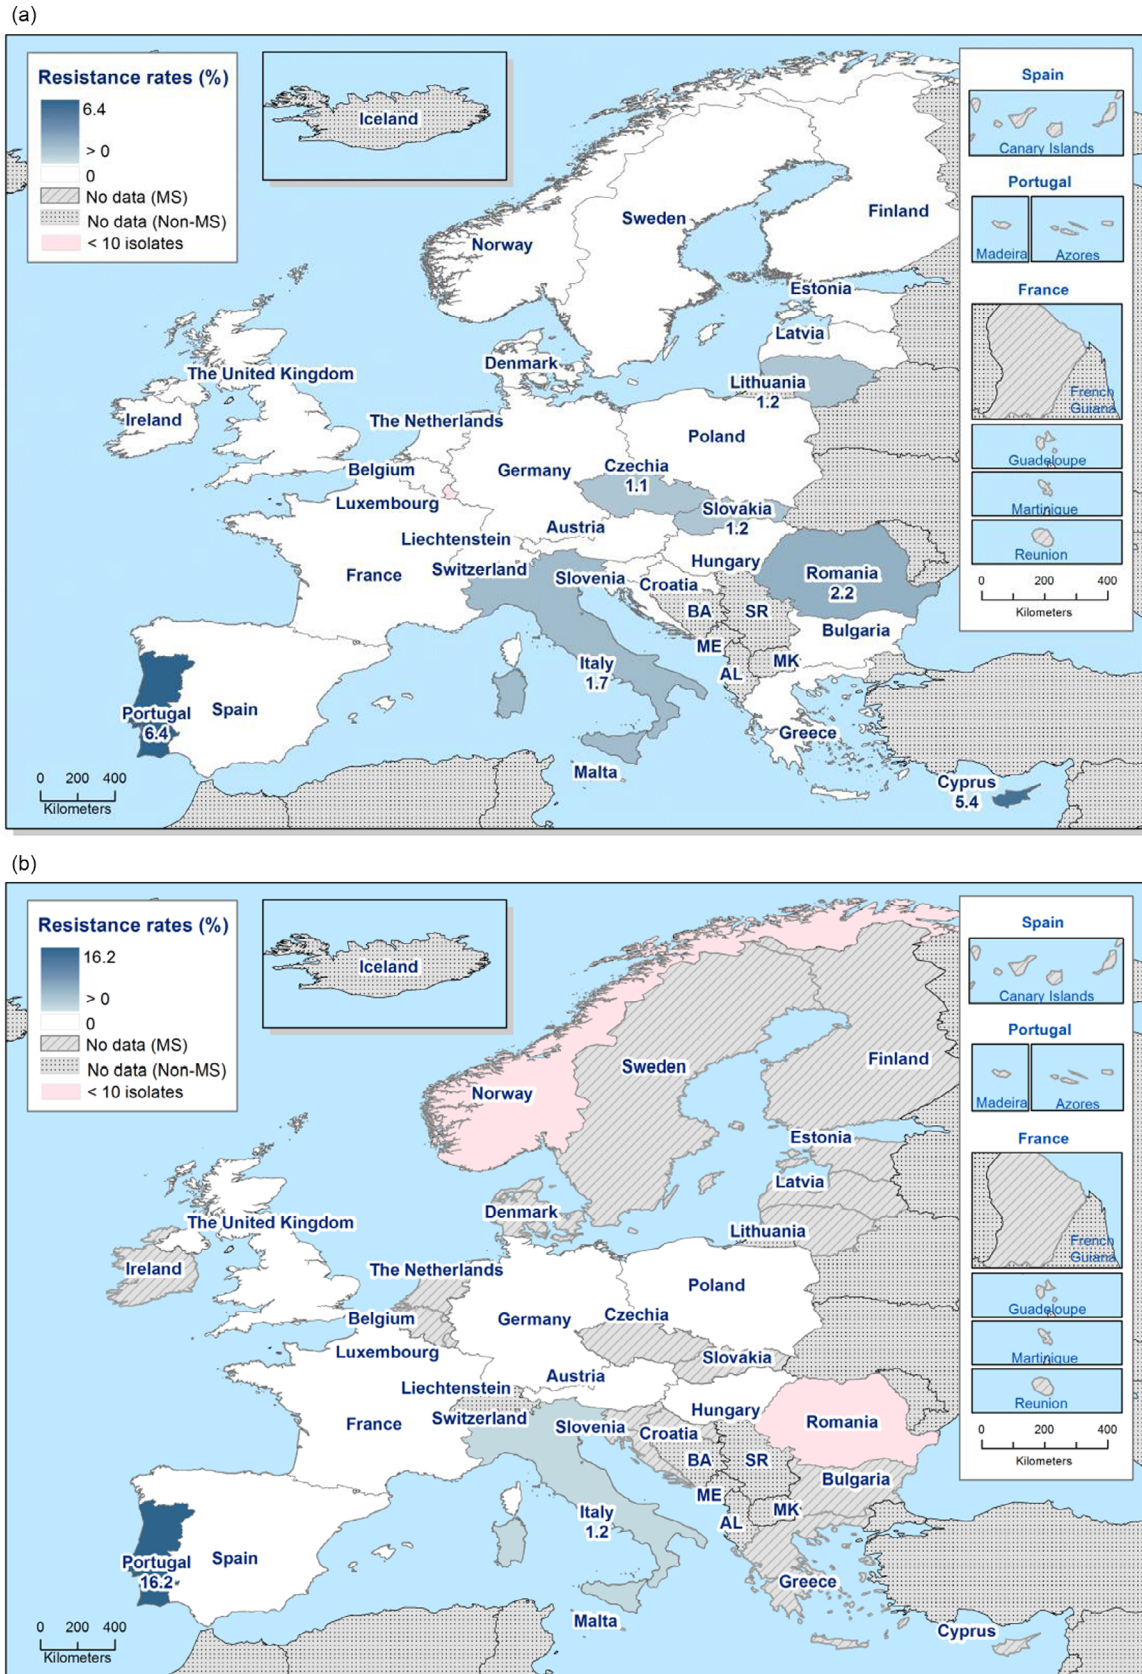 (a)
Resistance rates (%)
6.4
> 0
0
No data (MS)
No data (Non-MS)
< 10 isolates
Iceland
Norway
Sweden
Finland
Estonia
Latvia
Lithuania
1.2
Denmark
The United Kingdom
Ireland
The Netherlands
Belgium
Luxembourg
Germany
Poland
Czechia
1.1
Slovakia
1.2
Austria
Liechtenstein
Switzerland
France
Slovenia
Croatia
Hungary
Romania
2.2
BA
SR
Bulgaria
ME
MK
AL
Italy
1.7
Portugal
6.4
Spain
Greece
Malta
Cyprus
5.4
0 200 400
Kilometers
Spain
Canary Islands
Portugal
Madeira
Azores
France
French
Guiana
Guadeloupe
Martinique
Reunion
0 200 400
Kilometers
(b)
Resistance rates (%)
16.2
> 0
0
No data (MS)
No data (Non-MS)
< 10 isolates
Iceland
Norway
Sweden
Finland
Estonia
Latvia
Lithuania
Denmark
The United Kingdom
Ireland
The Netherlands
Belgium
Luxembourg
Germany
Poland
Czechia
Slovakia
Austria
Liechtenstein
Switzerland
France
Slovenia
Croatia
Hungary
Romania
BA
SR
Bulgaria
ME
MK
AL
Italy
1.2
Portugal
16.2
Spain
Greece
Malta
Cyprus
0 200 400
Kilometers
Spain
Canary Islands
Portugal
Madeira
Azores
France
French
Guiana
Guadeloupe
Martinique
Reunion
0 200 400
Kilometers